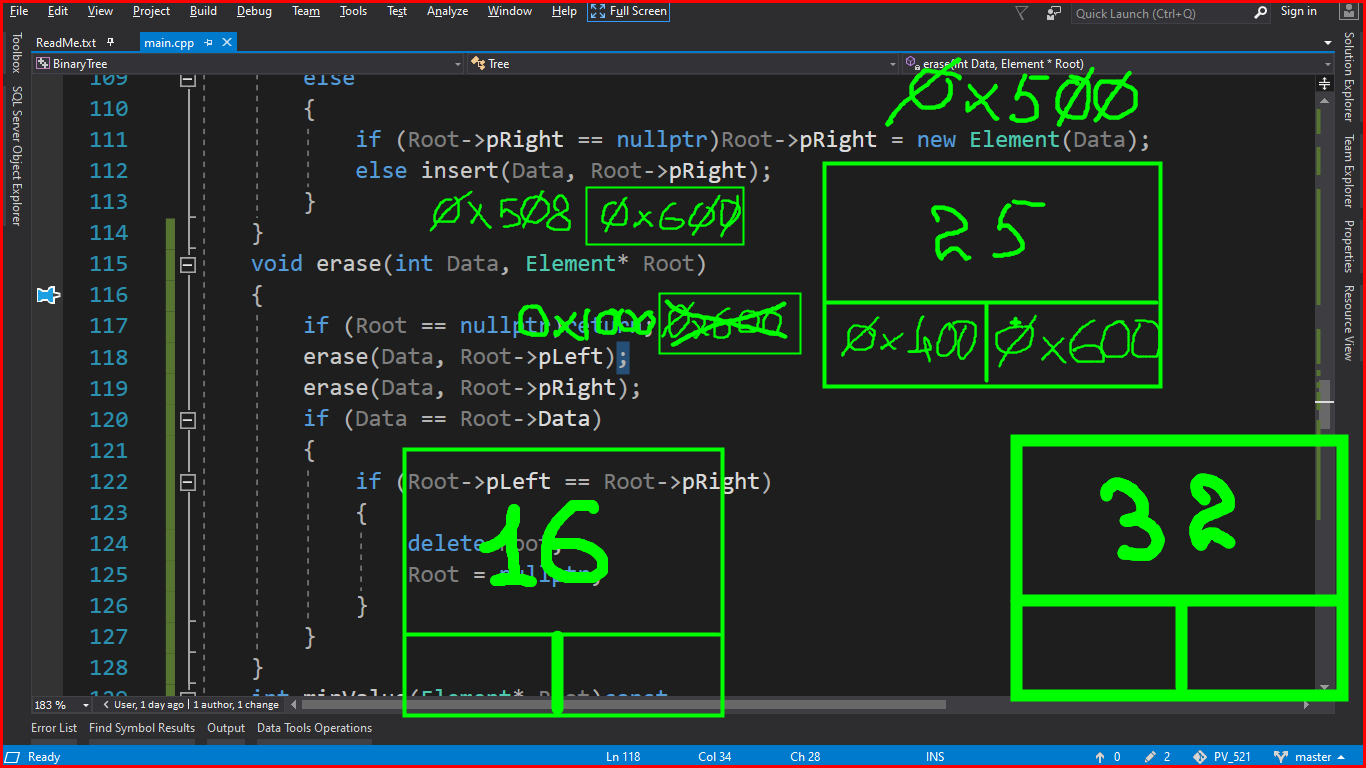 File Edit View Project Build Debug Team Tools Test Analyze Window Help Full Screen Quick Launch (Ctrl+Q) Sign in
ReadMe.txt main.cpp
BinaryTree Tree erase(int Data, Element * Root)
0x500
109 else
110 {
111 if (Root->pRight == nullptr)Root->pRight = new Element(Data);
112 else insert(Data, Root->pRight);
113 }
0x508 0x600
25
114 }
115 void erase(int Data, Element* Root)
116 {
117 if (Root == nullptr)return;
0x1000 0x600
0x400 0x600
118 erase(Data, Root->pLeft);
119 erase(Data, Root->pRight);
120 if (Data == Root->Data)
121 {
122 if (Root->pLeft == Root->pRight)
123 {
124 delete Root;
125 Root = nullptr;
16
32
126 }
127 }
128 }
129 int minValue(Element* Root)const
183 % User, 1 day ago | 1 author, 1 change
Error List Find Symbol Results Output Data Tools Operations
Ready Ln 118 Col 34 Ch 28 INS 0 2 PV_521 master
Toolbox
SQL Server Object Explorer
Solution Explorer
Team Explorer
Properties
Resource View